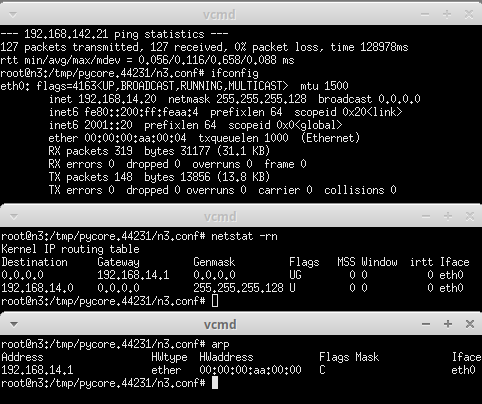 vcmd
--- 192.168.142.21 ping statistics ---
127 packets transmitted, 127 received, 0% packet loss, time 128978ms
rtt min/avg/max/mdev = 0.056/0.116/0.658/0.088 ms
root@n3:/tmp/pycore.44231/n3.conf# ifconfig
eth0: flags=4163<UP,BROADCAST,RUNNING,MULTICAST>  mtu 1500
inet 192.168.14.20  netmask 255.255.255.128  broadcast 0.0.0.0
inet6 fe80::200:ff:feaa:4  prefixlen 64  scopeid 0x20<link>
inet6 2001::20  prefixlen 64  scopeid 0x0<global>
ether 00:00:00:aa:00:04  txqueuelen 1000  (Ethernet)
RX packets 319  bytes 31177 (31.1 KB)
RX errors 0  dropped 0  overruns 0  frame 0
TX packets 148  bytes 13856 (13.8 KB)
TX errors 0  dropped 0 overruns 0  carrier 0  collisions 0
vcmd
root@n3:/tmp/pycore.44231/n3.conf# netstat -rn
Kernel IP routing table
Destination     Gateway         Genmask         Flags   MSS Window  irtt Iface
0.0.0.0         192.168.14.1    0.0.0.0         UG        0 0          0 eth0
192.168.14.0    0.0.0.0         255.255.255.128 U         0 0          0 eth0
root@n3:/tmp/pycore.44231/n3.conf#
vcmd
root@n3:/tmp/pycore.44231/n3.conf# arp
Address                  HWtype  HWaddress           Flags Mask            Iface
192.168.14.1             ether   00:00:00:aa:00:00   C                     eth0
root@n3:/tmp/pycore.44231/n3.conf#